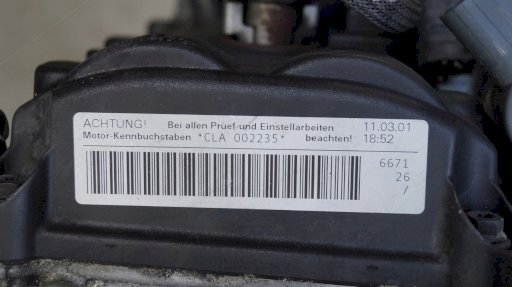 ACHTUNG! Bei allen Pruef-und Einstellarbeiten 11.03.01
Motor-Kennbuchstaben *CLA 002235* beachten! 18:52
6671
26
/